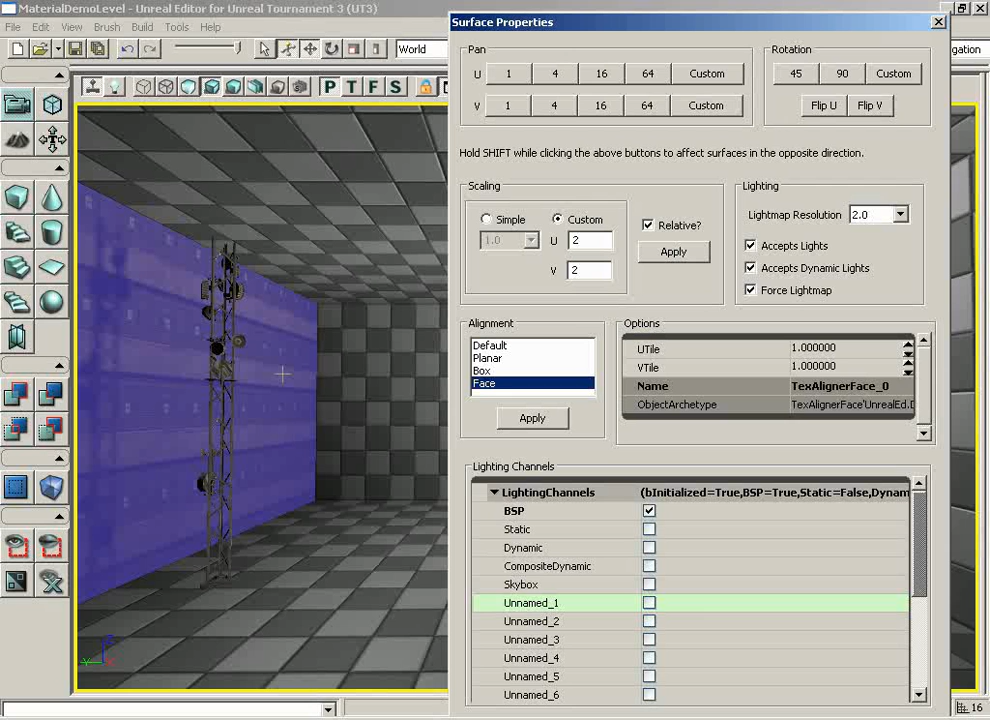 MaterialDemoLevel - Unreal Editor for Unreal Tournament 3 (UT3)
File Edit View Brush Build Tools Help
World
gation
P T F S
Surface Properties
Pan
U 1 4 16 64 Custom
V 1 4 16 64 Custom
Rotation
45 90 Custom
Flip U Flip V
Hold SHIFT while clicking the above buttons to affect surfaces in the opposite direction.
Scaling
Simple Custom
1.0 U 2
V 2
Relative?
Apply
Lighting
Lightmap Resolution 2.0
Accepts Lights
Accepts Dynamic Lights
Force Lightmap
Alignment
Default
Planar
Box
Face
Apply
Options
UTile 1.000000
VTile 1.000000
Name TexAlignerFace_0
ObjectArchetype TexAlignerFace'UnrealEd.D
Lighting Channels
LightingChannels (bInitialized=True,BSP=True,Static=False,Dynam
BSP
Static
Dynamic
CompositeDynamic
Skybox
Unnamed_1
Unnamed_2
Unnamed_3
Unnamed_4
Unnamed_5
Unnamed_6
Y
16